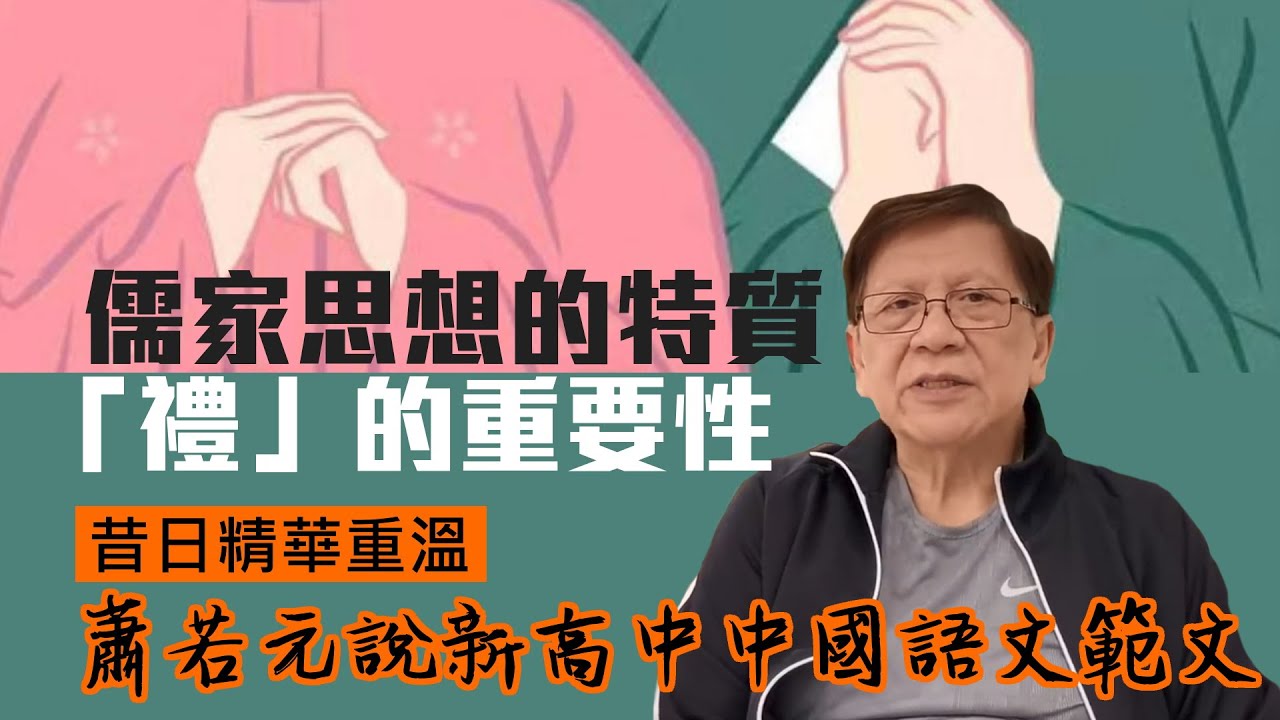 儒家思想的特質
「禮」的重要性
昔日精華重溫
蕭若元說新高中中國語文範文